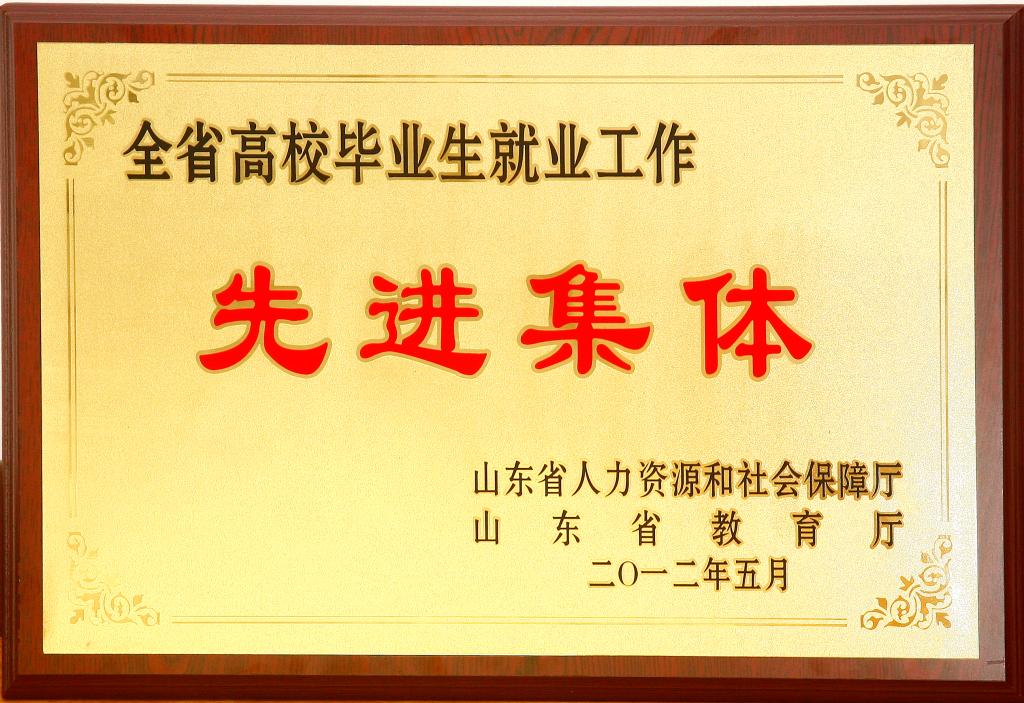 全省高校毕业生就业工作
先进集体
山东省人力资源和社会保障厅
山东省教育厅
二〇一二年五月